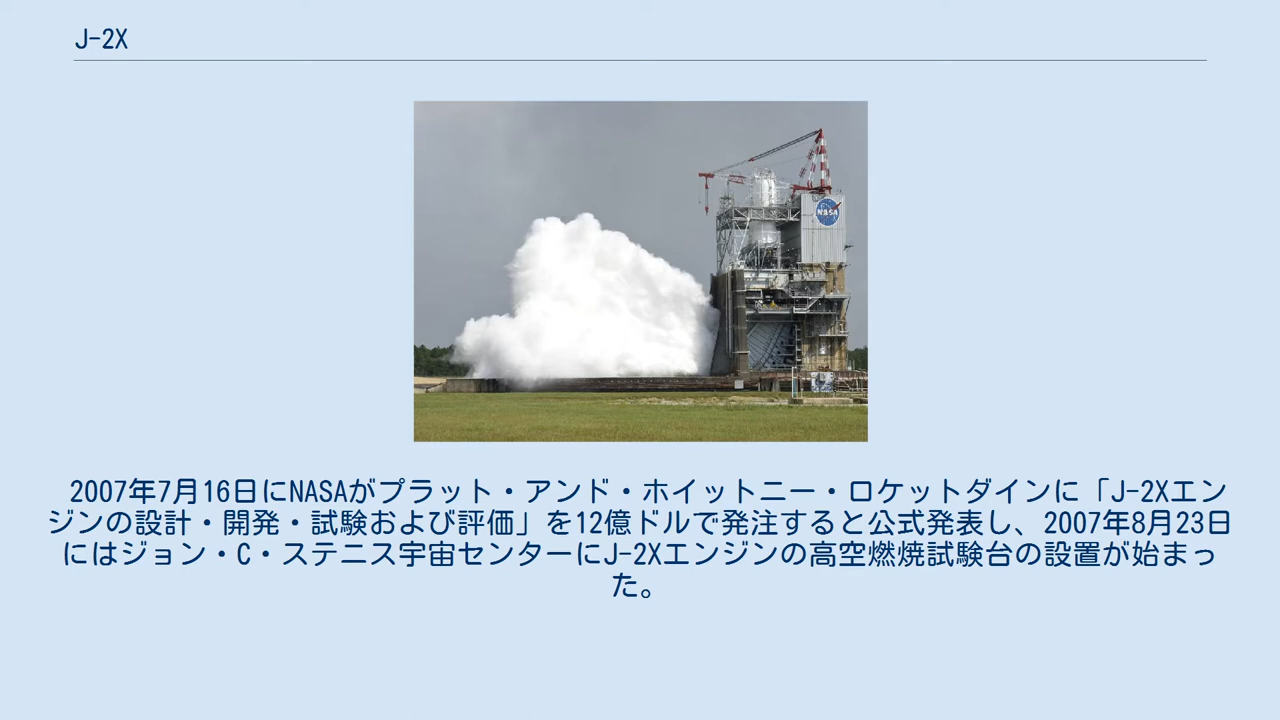 J-2X
NASA
2007年7月16日にNASAがプラット・アンド・ホイットニー・ロケットダインに「J-2Xエン
ジンの設計・開発・試験および評価」を12億ドルで発注すると公式発表し、2007年8月23日
にはジョン・C・ステニス宇宙センターにJ-2Xエンジンの高空燃焼試験台の設置が始まっ
た。